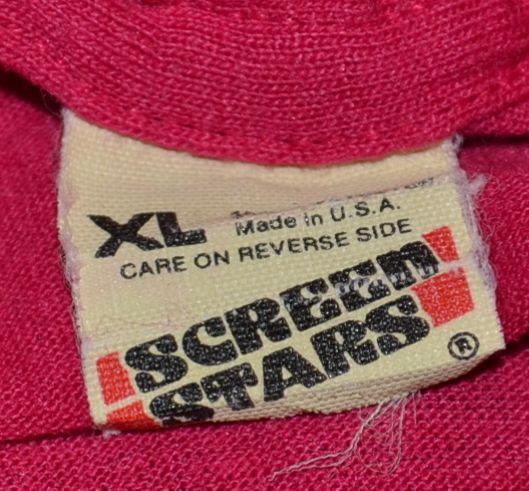 XL
Made in U.S.A.
CARE ON REVERSE SIDE
SCREEN
STARS
®